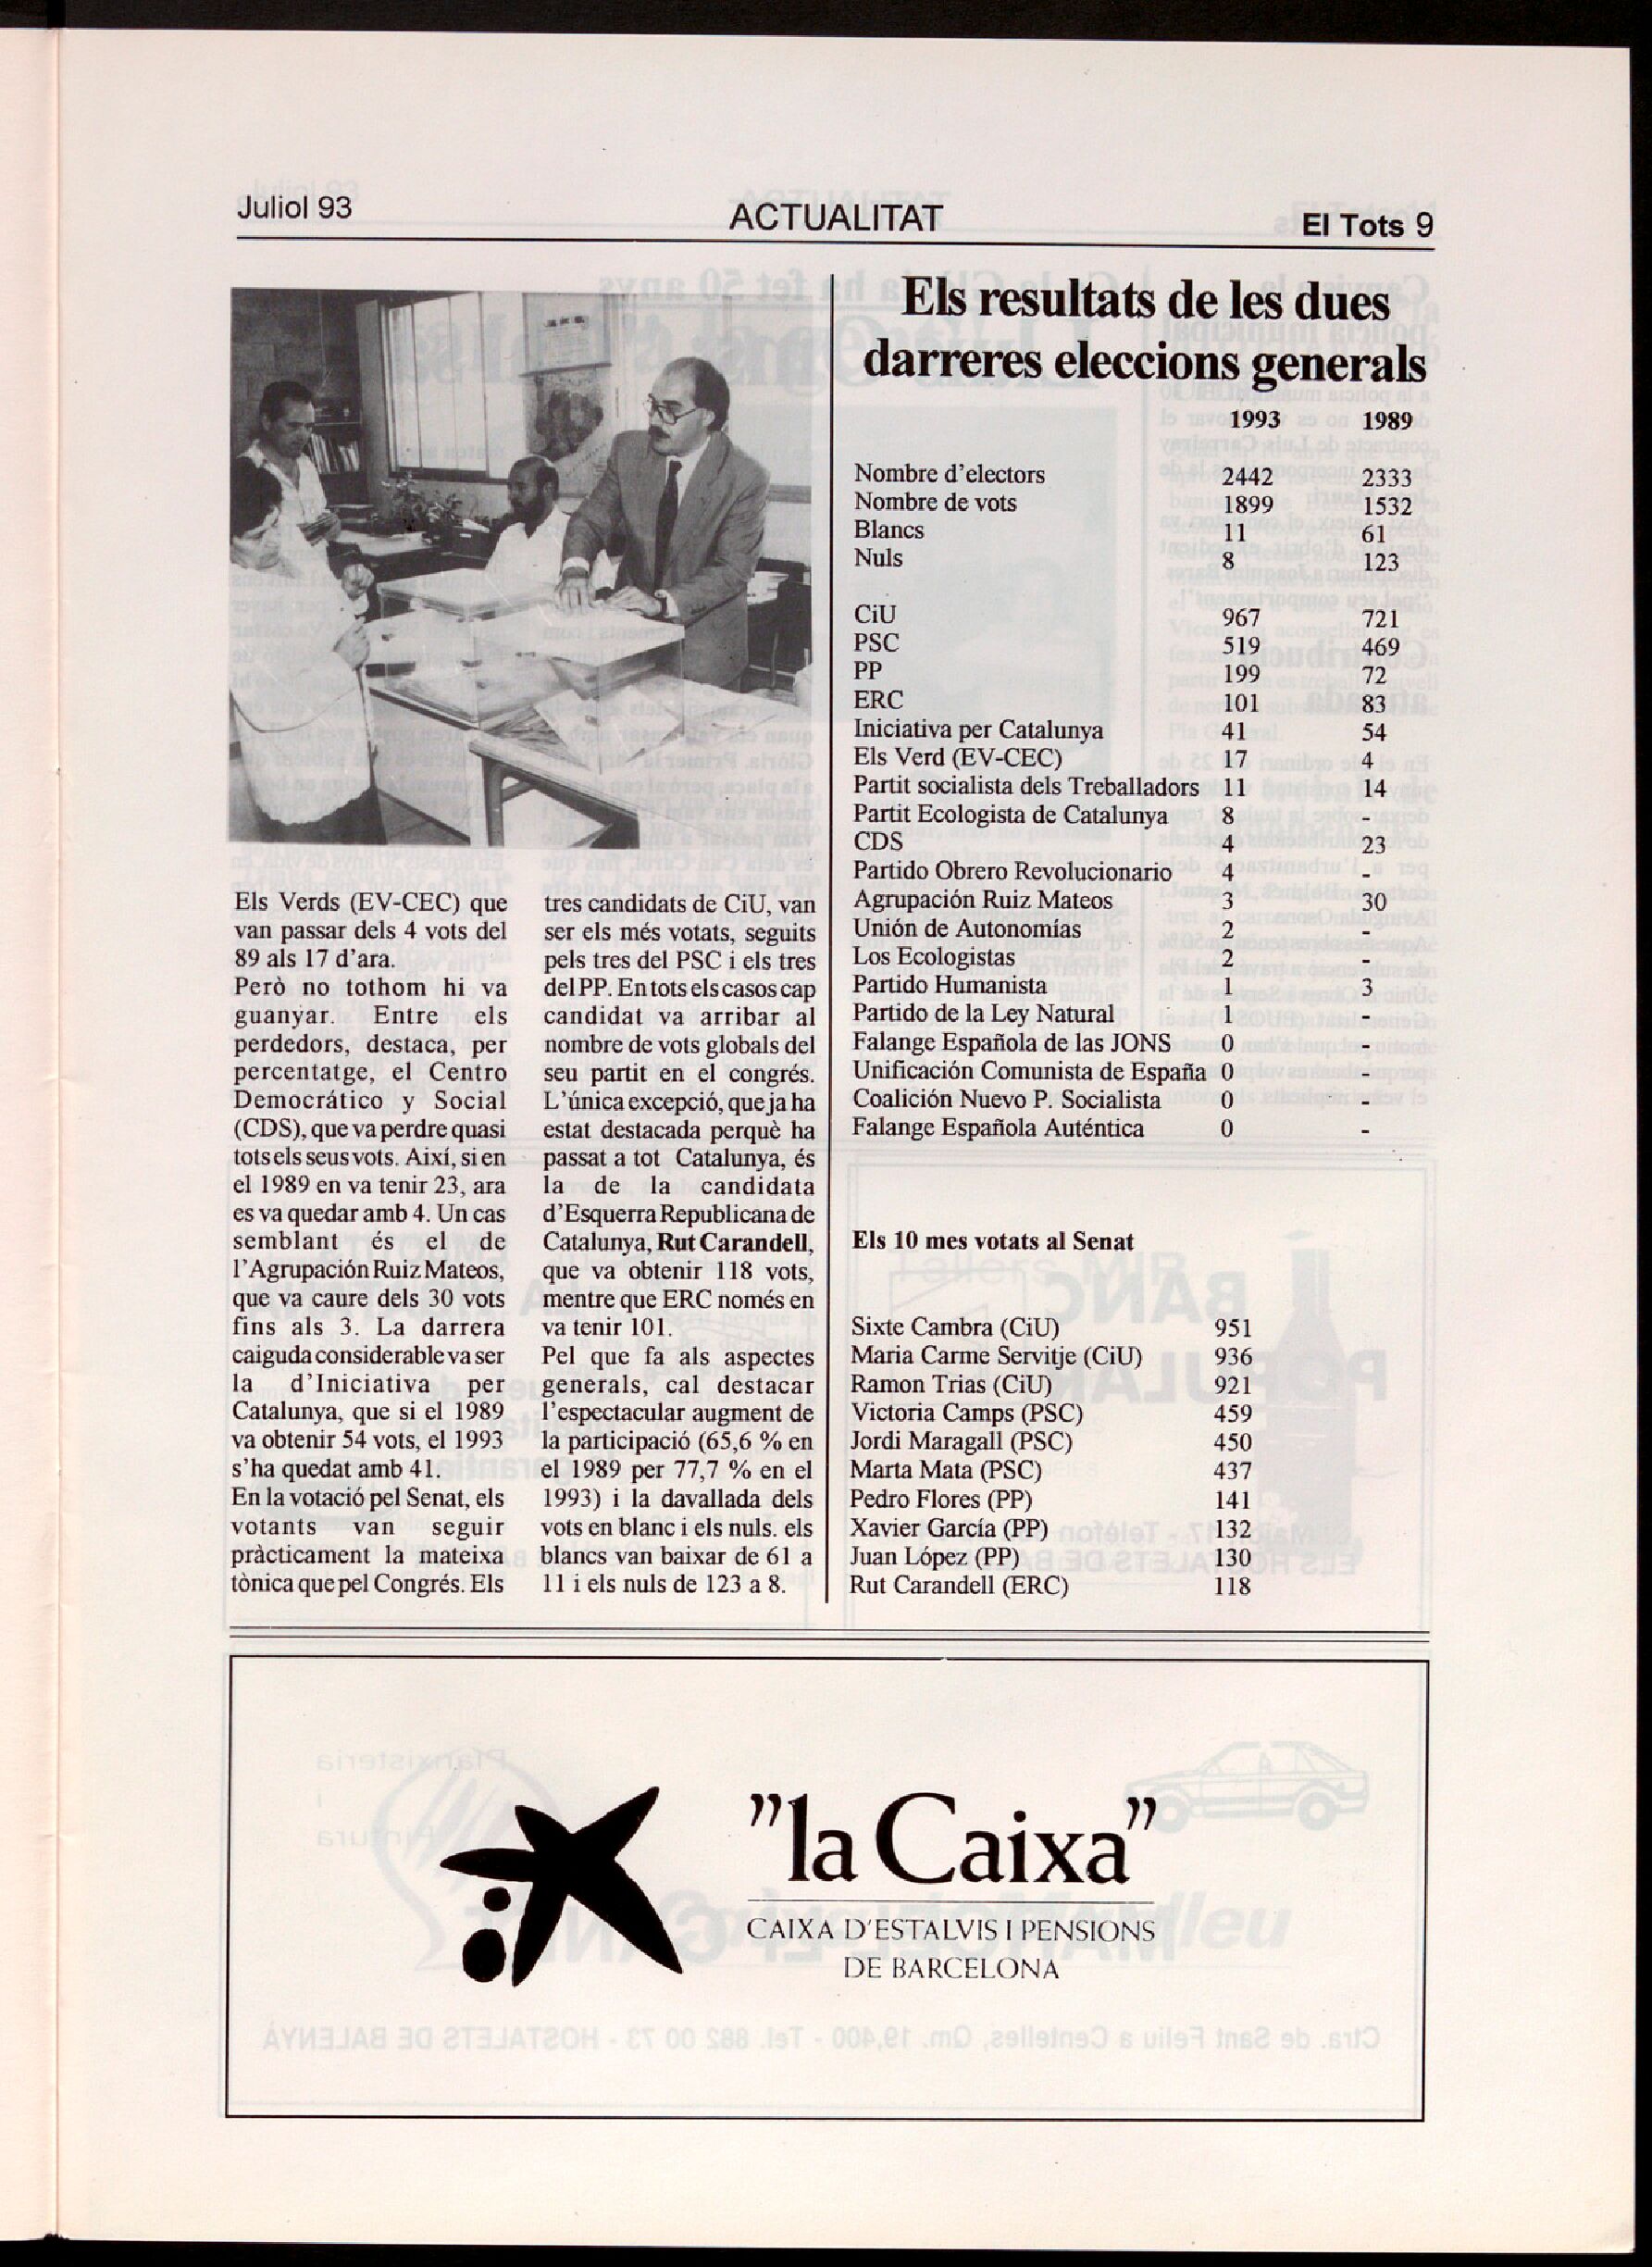 Juliol 93
ACTUALITAT
El Tots 9
Els Verds (EV-CEC) que
van passar dels 4 vots del
89 als 17 d'ara.
Però no tothom hi va
guanyar. Entre els
perdedors, destaca, per
percentatge, el Centro
Democrático y Social
(CDS), que va perdre quasi
tots els seus vots. Així, si en
el 1989 en va tenir 23, ara
es va quedar amb 4. Un cas
semblant és el de
l'Agrupación Ruiz Mateos,
que va caure dels 30 vots
fins als 3. La darrera
caiguda considerable va ser
la d'Iniciativa per
Catalunya, que si el 1989
va obtenir 54 vots, el 1993
s'ha quedat amb 41.
En la votació pel Senat, els
votants van seguir
pràcticament la mateixa
tònica que pel Congrés. Els
tres candidats de CiU, van
ser els més votats, seguits
pels tres del PSC i els tres
del PP. En tots els casos cap
candidat va arribar al
nombre de vots globals del
seu partit en el congrés.
L'única excepció, que ja ha
estat destacada perquè ha
passat a tot Catalunya, és
la de la candidata
d'Esquerra Republicana de
Catalunya, Rut Carandell,
que va obtenir 118 vots,
mentre que ERC només en
va tenir 101.
Pel que fa als aspectes
generals, cal destacar
l'espectacular augment de
la participació (65,6 % en
el 1989 per 77,7 % en el
1993) i la davallada dels
vots en blanc i els nuls. els
blancs van baixar de 61 a
11 i els nuls de 123 a 8.
Els resultats de les dues
darreres eleccions generals
1993 1989
Nombre d'electors 2442 2333
Nombre de vots 1899 1532
Blancs 11 61
Nuls 8 123
CiU 967 721
PSC 519 469
PP 199 72
ERC 101 83
Iniciativa per Catalunya 41 54
Els Verd (EV-CEC) 17 4
Partit socialista dels Treballadors 11 14
Partit Ecologista de Catalunya 8 -
CDS 4 23
Partido Obrero Revolucionario 4 -
Agrupación Ruiz Mateos 3 30
Unión de Autonomías 2 -
Los Ecologistas 2 -
Partido Humanista 1 3
Partido de la Ley Natural 1 -
Falange Española de las JONS 0 -
Unificación Comunista de España 0 -
Coalición Nuevo P. Socialista 0 -
Falange Española Auténtica 0 -
Els 10 mes votats al Senat
Sixte Cambra (CiU) 951
Maria Carme Servitje (CiU) 936
Ramon Trias (CiU) 921
Victoria Camps (PSC) 459
Jordi Maragall (PSC) 450
Marta Mata (PSC) 437
Pedro Flores (PP) 141
Xavier García (PP) 132
Juan López (PP) 130
Rut Carandell (ERC) 118
"la Caixa"
CAIXA D'ESTALVIS I PENSIONS
DE BARCELONA